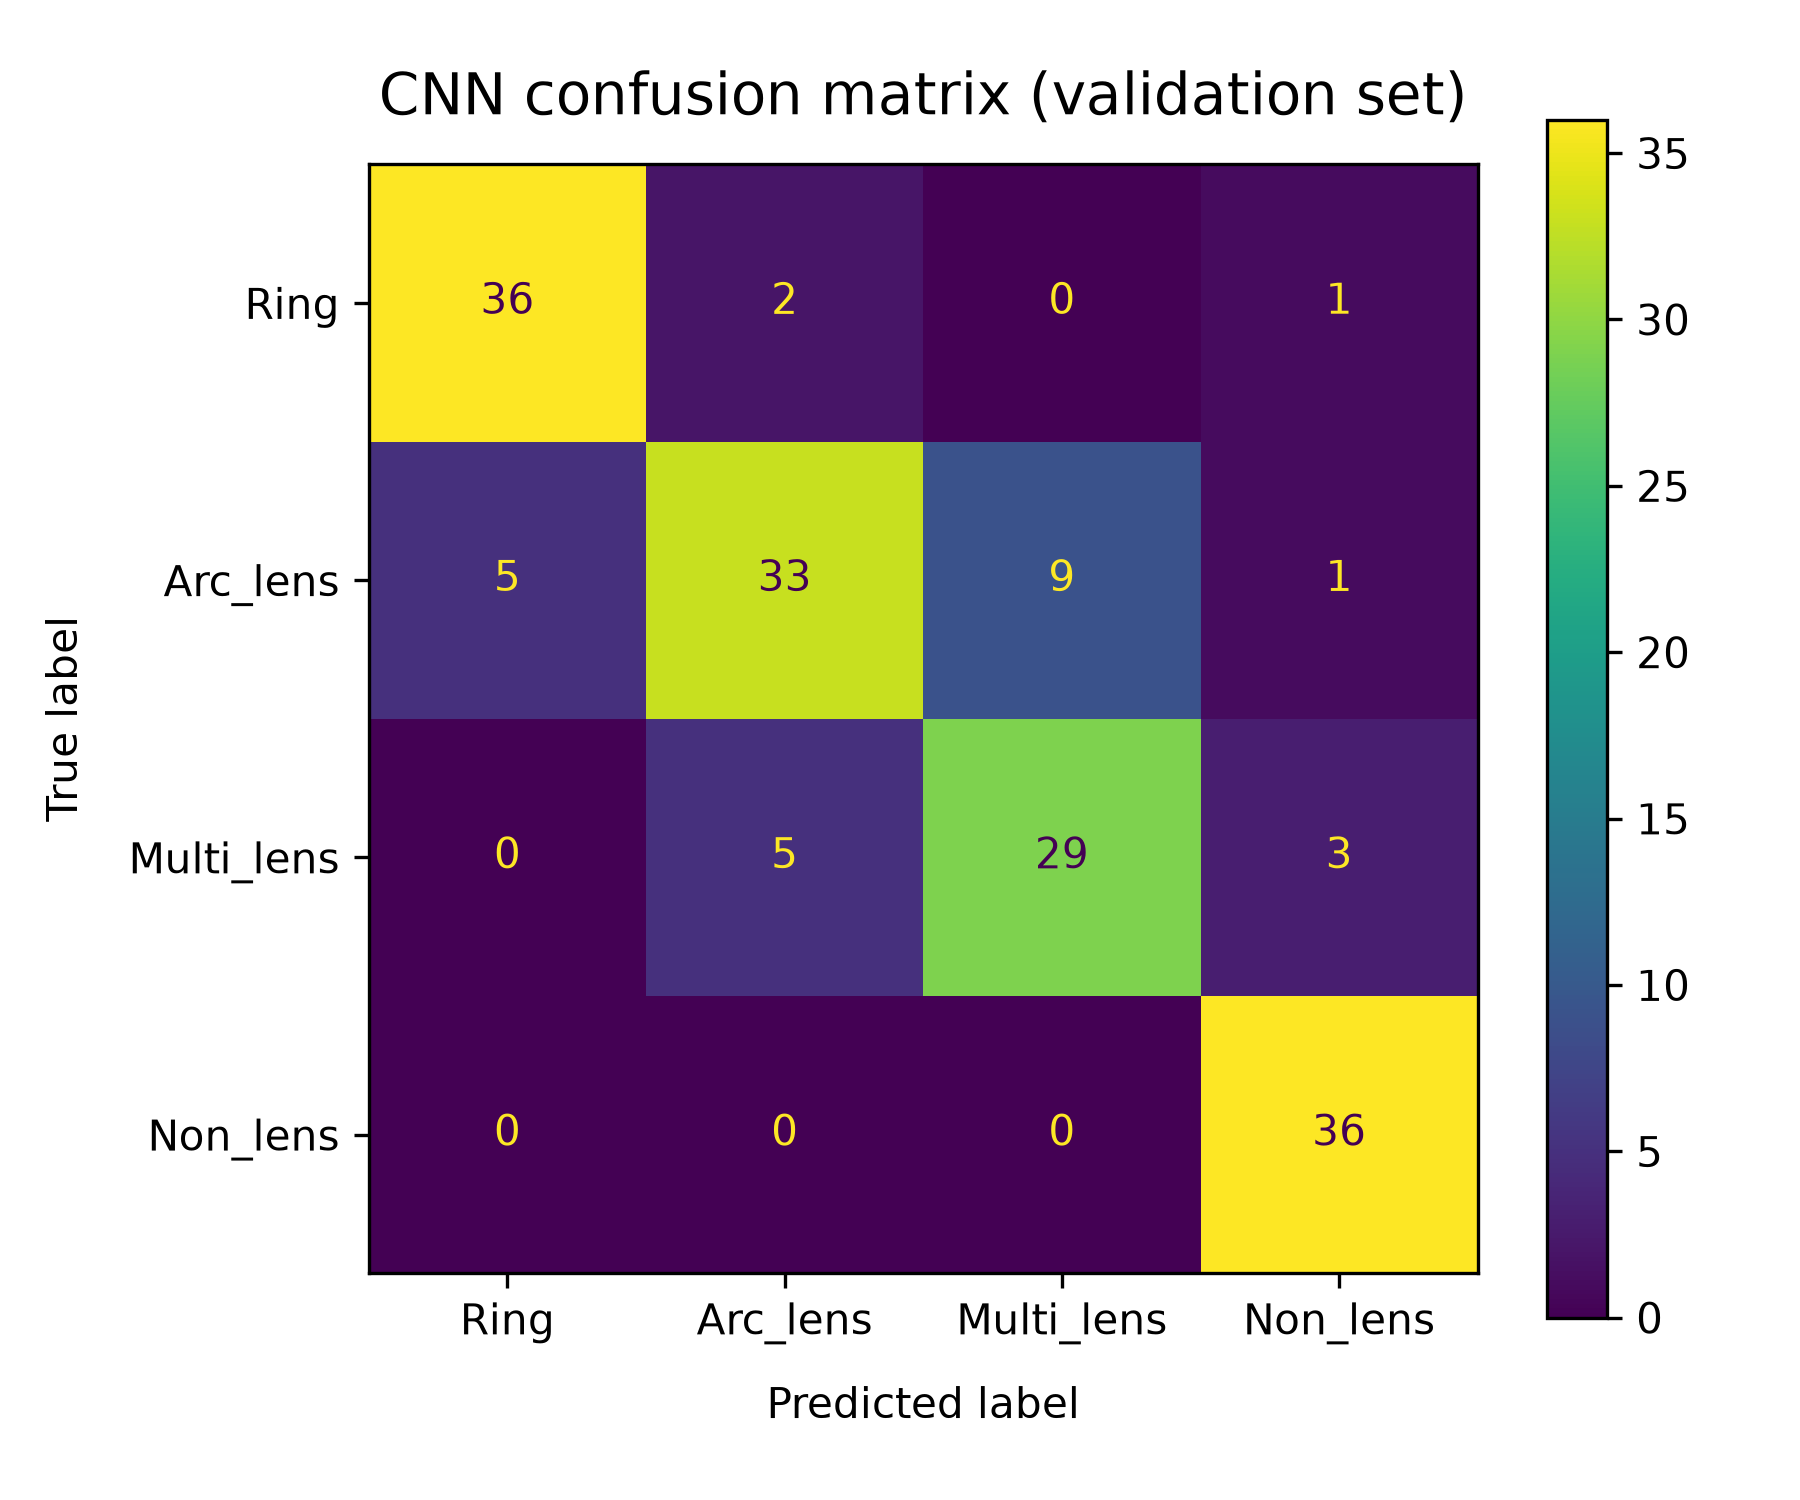 CNN confusion matrix (validation set)
True label
Ring
36 2 0 1
Arc_lens
5 33 9 1
Multi_lens
0 5 29 3
Non_lens
0 0 0 36
Ring Arc_lens Multi_lens Non_lens
Predicted label
35
30
25
20
15
10
5
0